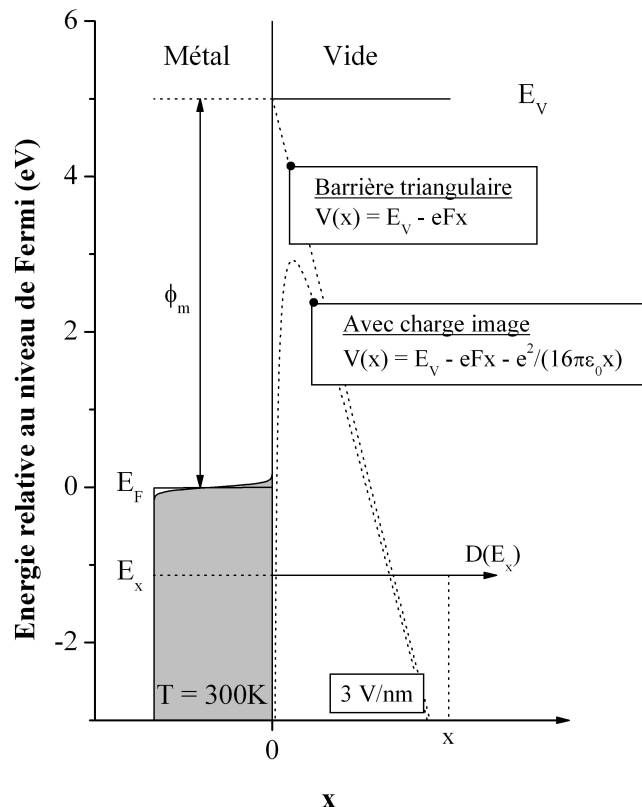 Métal
Vide
E_V
Barrière triangulaire
V(x) = E_V - eFx
Avec charge image
V(x) = E_V - eFx - e²/(16πε₀x)
ϕ_m
E_F
E_x
D(E_x)
T = 300K
3 V/nm
6
4
2
0
-2
0
x
x
Energie relative au niveau de Fermi (eV)